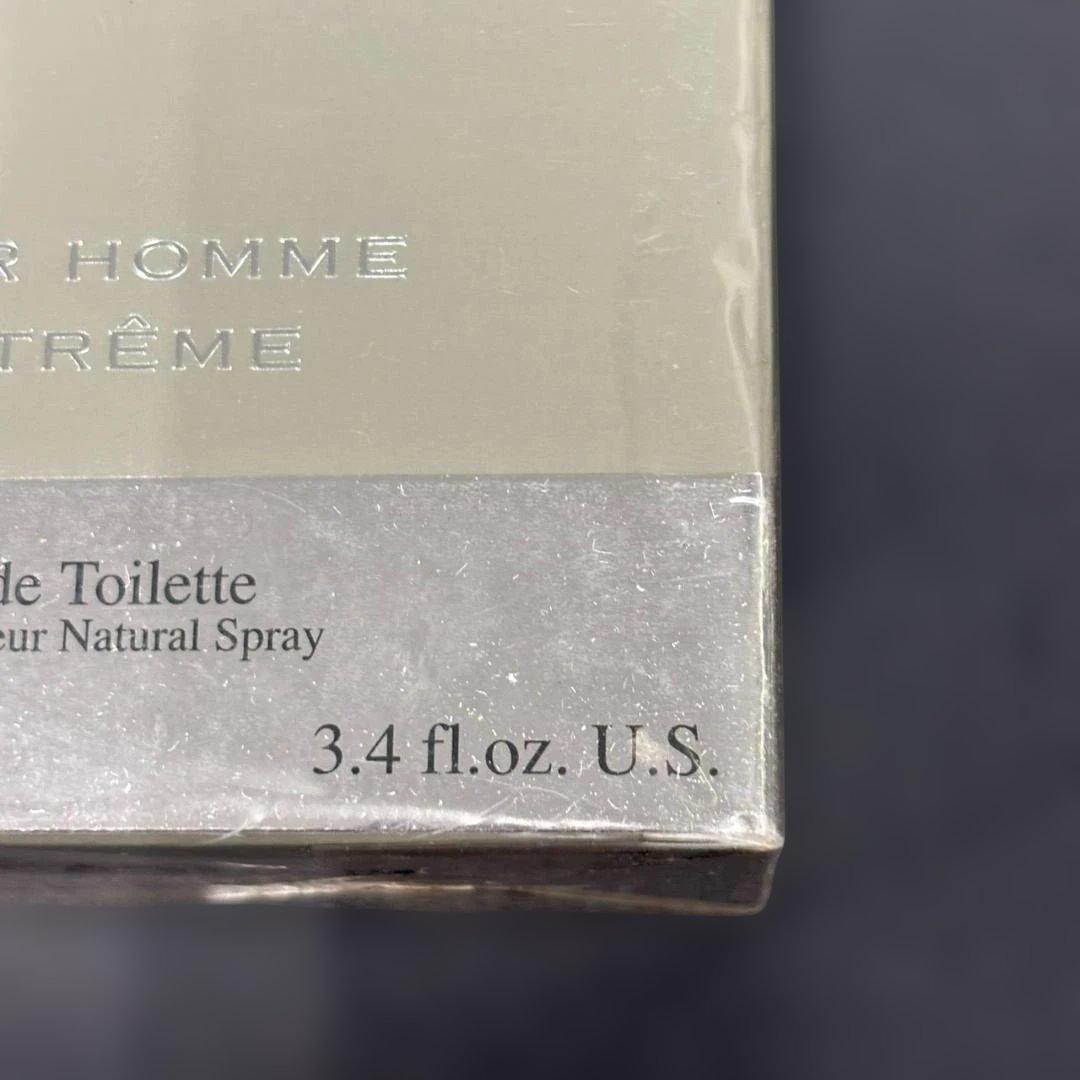 R HOMME
TRÊME
de Toilette
eur Natural Spray
3.4 fl.oz. U.S.